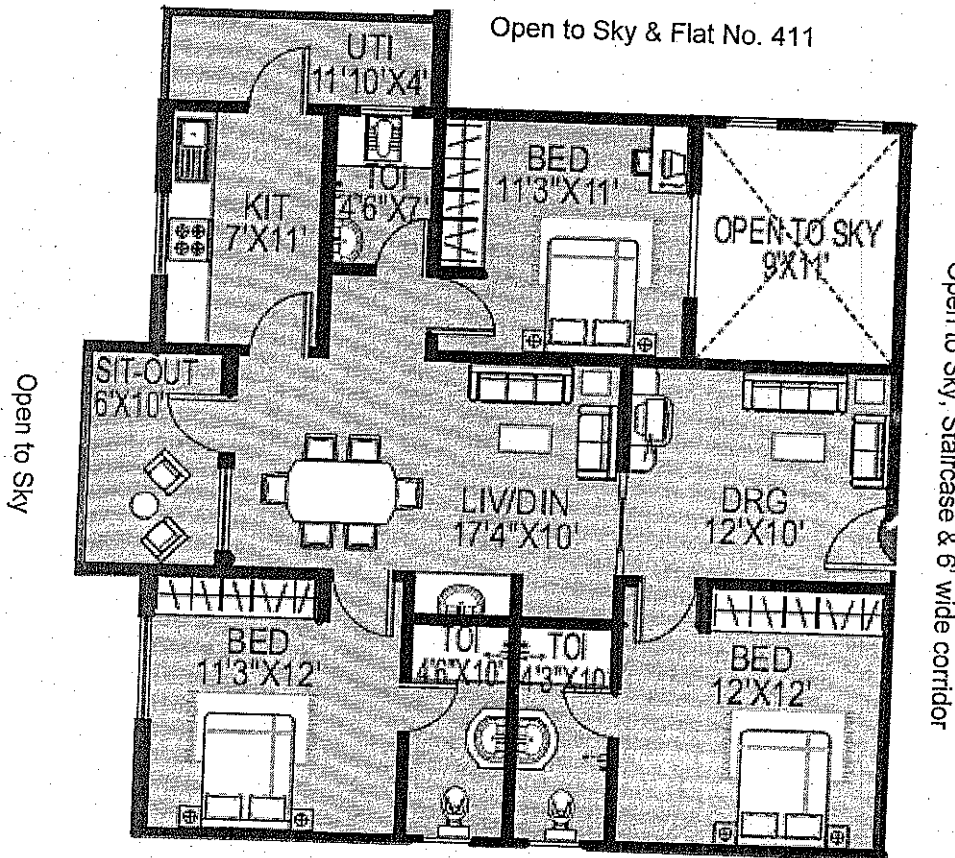 Open to Sky & Flat No. 411
UTI
11'10'X4'
BED
11'3"X11'
TOI
4'6"X7'
KIT
7'X11'
OPEN TO SKY
9'X11'
Open to Sky, Staircase & 6' wide corridor
SIT-OUT
6'X10'
Open to Sky
LIV/DIN
17'4"X10'
DRG
12'X10'
BED
11'3"X12'
TOI
4'6"X10'
TOI
4'3"X10
BED
12'X12'